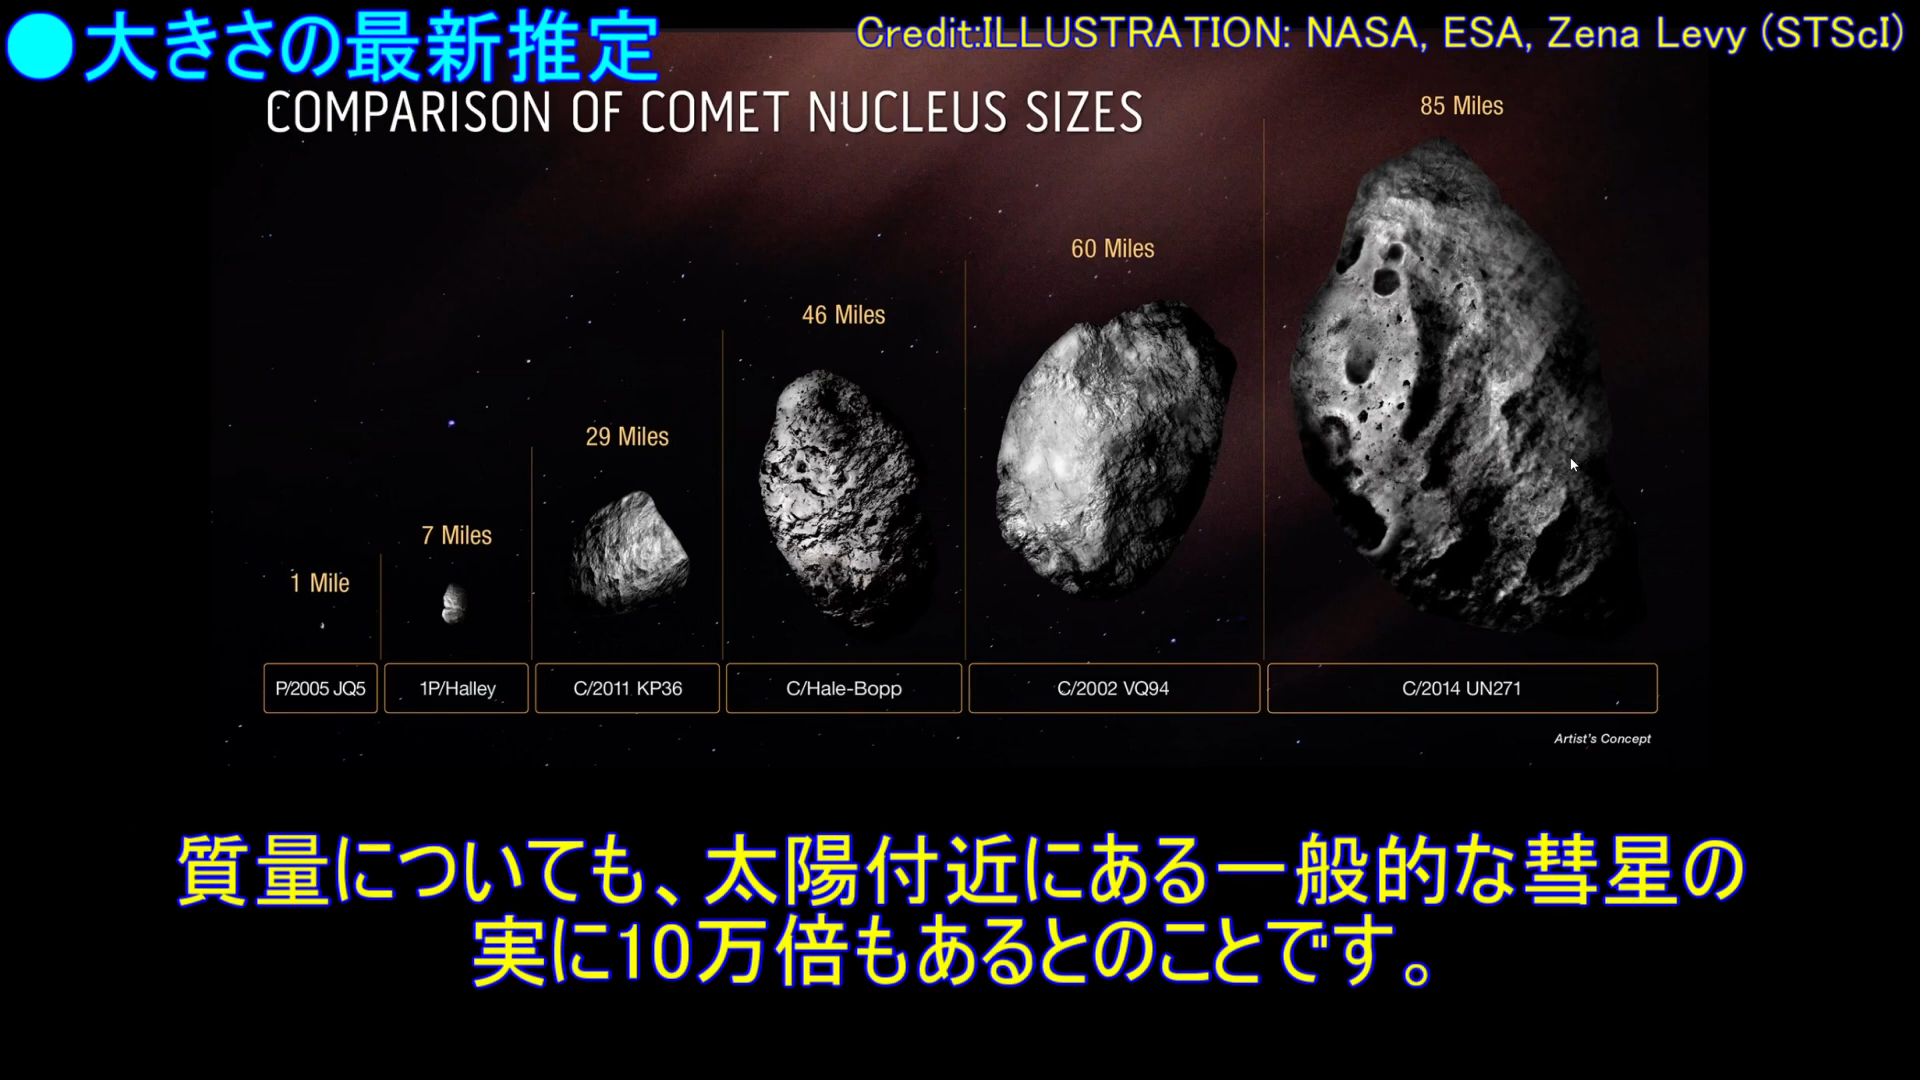 ●大きさの最新推定
Credit:ILLUSTRATION: NASA, ESA, Zena Levy (STScI)
COMPARISON OF COMET NUCLEUS SIZES
1 Mile
7 Miles
29 Miles
46 Miles
60 Miles
85 Miles
P/2005 JQ5
1P/Halley
C/2011 KP36
C/Hale-Bopp
C/2002 VQ94
C/2014 UN271
Artist's Concept
質量についても、太陽付近にある一般的な彗星の
実に10万倍もあるとのことです。